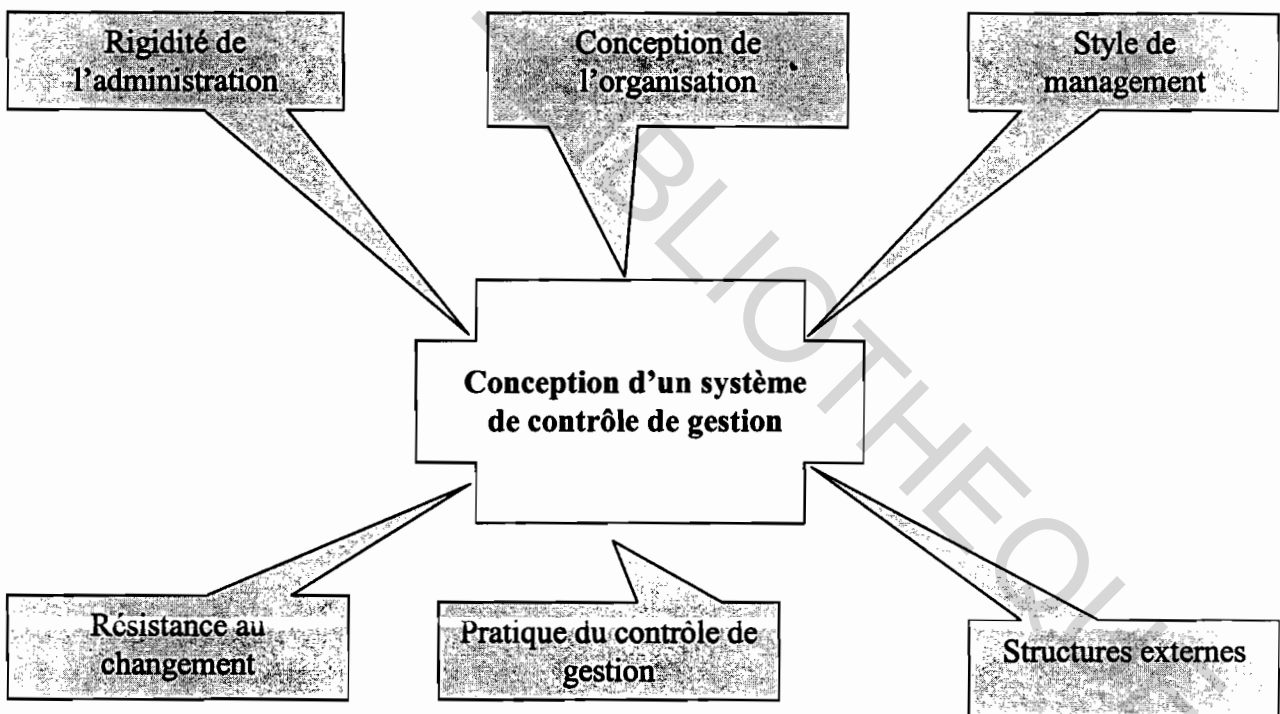 Rigidité de
l'administration
Conception de
l'organisation
Style de
management
Conception d'un système
de contrôle de gestion
Résistance au
changement
Pratique du contrôle de
gestion
Structures externes
BLIOTHEQUE